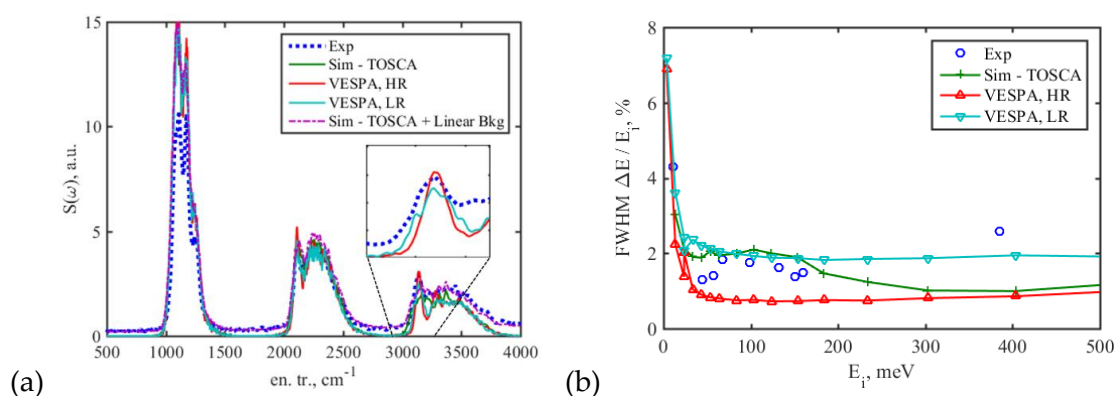 15
10
5
0
S(ω), a.u.
Exp
Sim - TOSCA
VESPA, HR
VESPA, LR
Sim - TOSCA + Linear Bkg
500 1000 1500 2000 2500 3000 3500 4000
en. tr., cm⁻¹
(a)
8
6
4
2
0
FWHM ΔE / Eᵢ, %
Exp
Sim - TOSCA
VESPA, HR
VESPA, LR
0 100 200 300 400 500
Eᵢ, meV
(b)